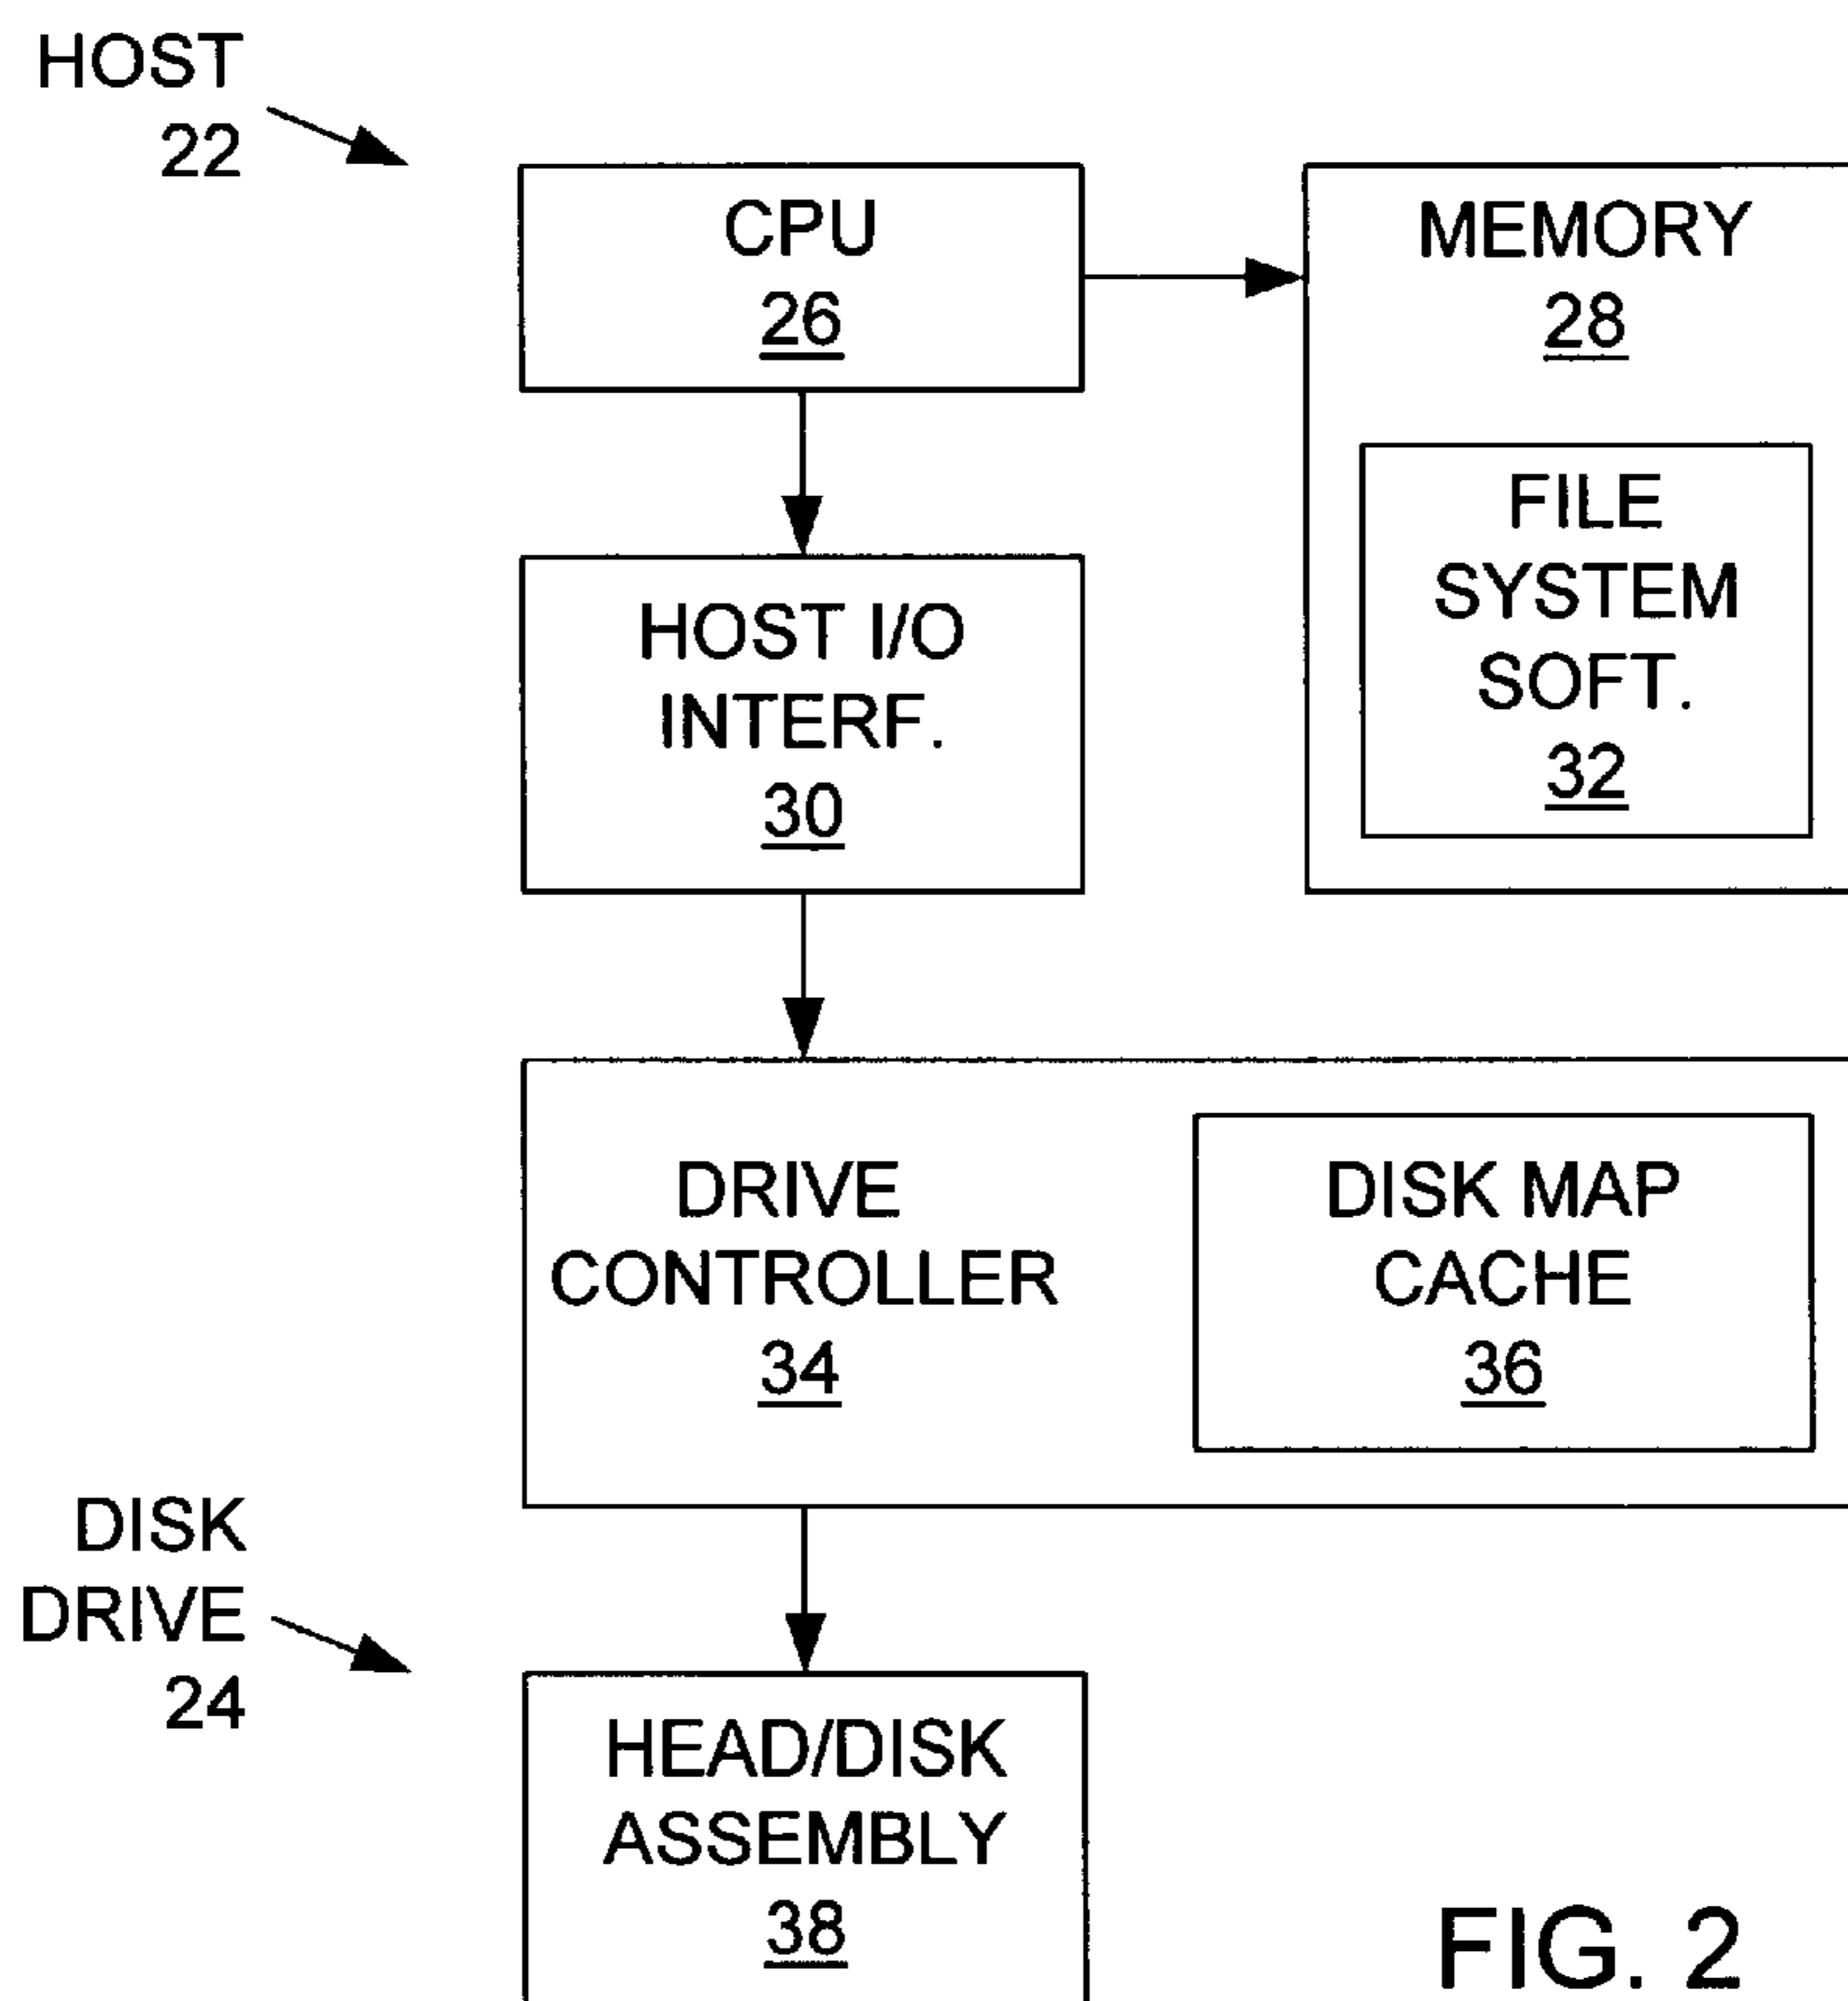 HOST
22
CPU
26
MEMORY
28
FILE
SYSTEM
SOFT.
32
HOST I/O
INTERF.
30
DRIVE
CONTROLLER
34
DISK MAP
CACHE
36
DISK
DRIVE
24
HEAD/DISK
ASSEMBLY
38
FIG. 2